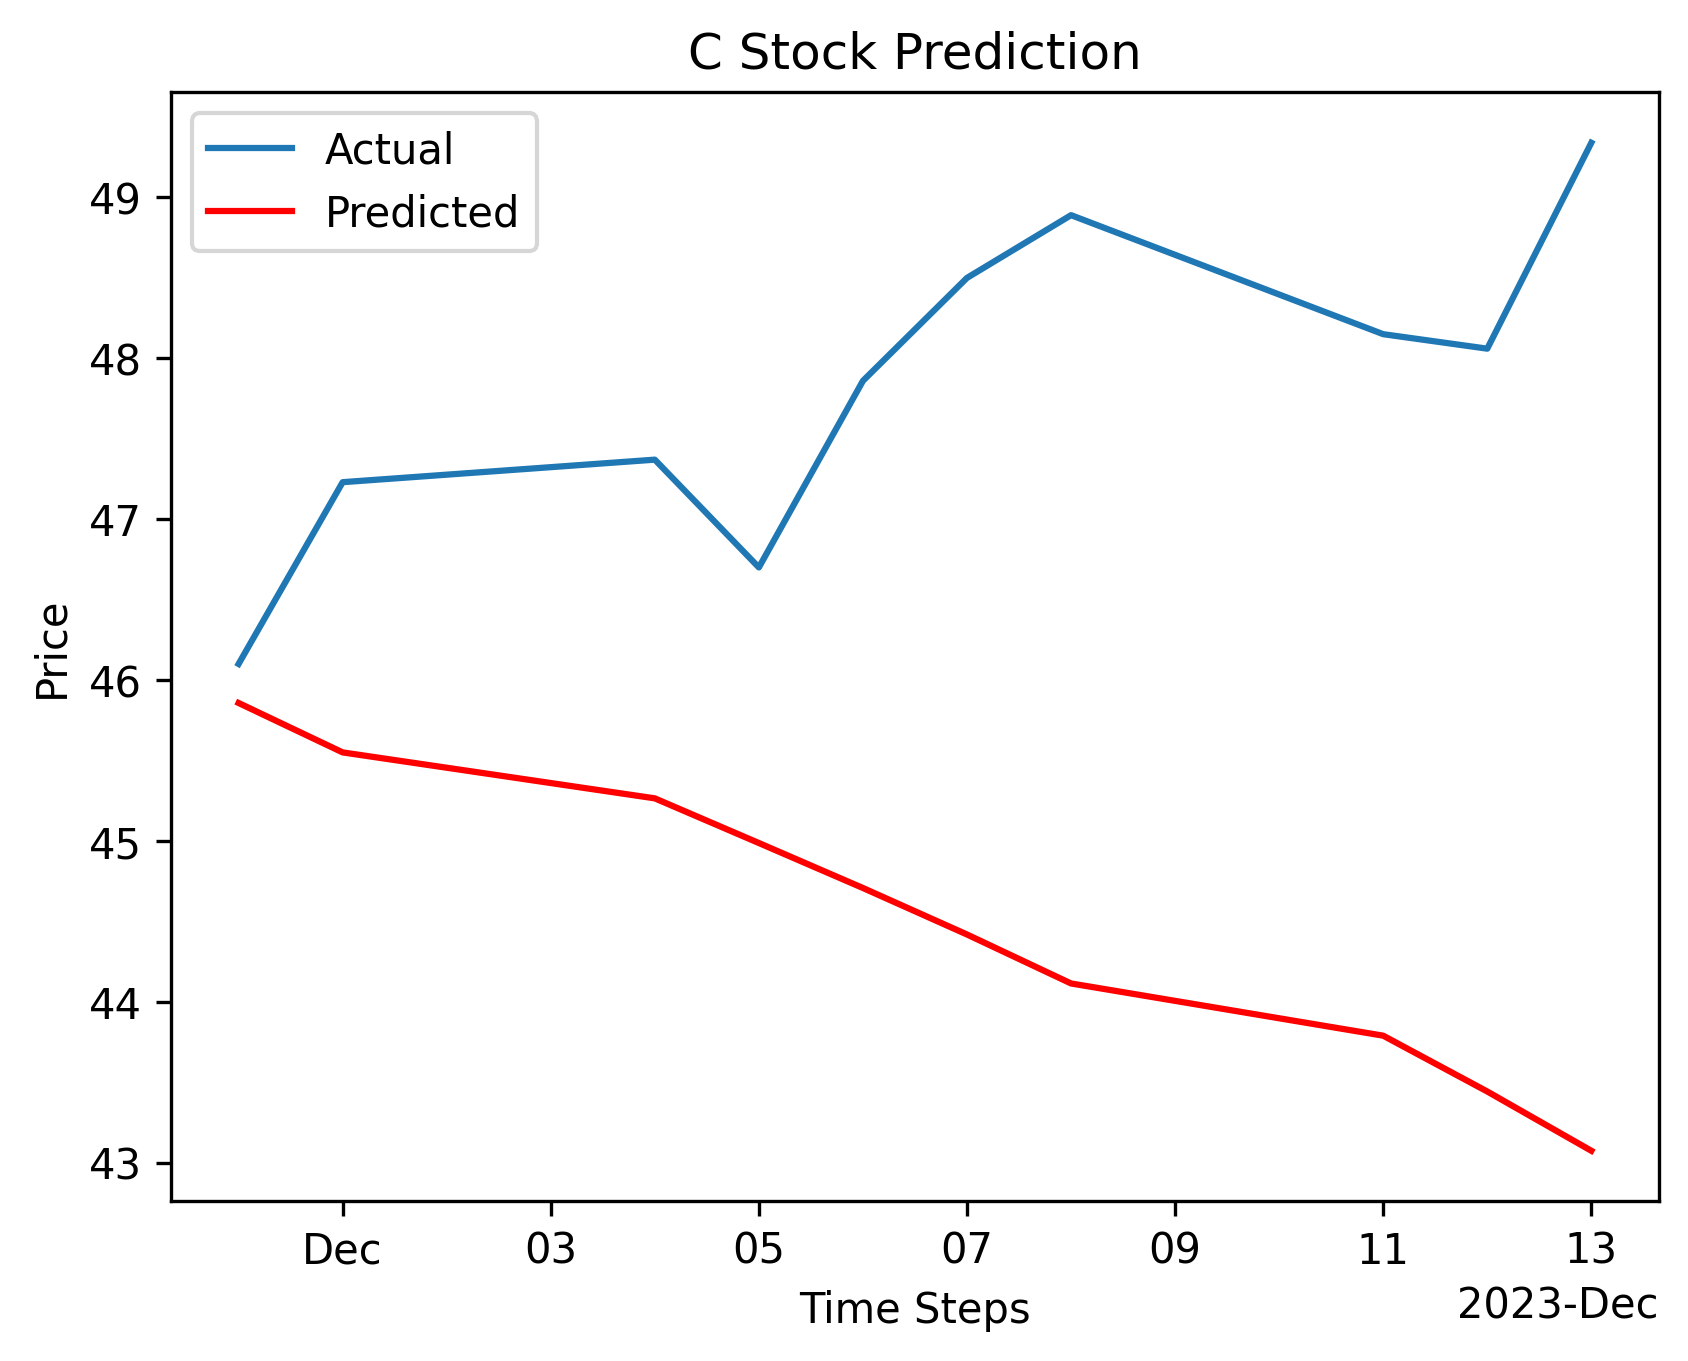 C Stock Prediction
Actual
Predicted
49
48
47
46
45
44
43
Price
Dec 03 05 07 09 11 13
2023-Dec
Time Steps